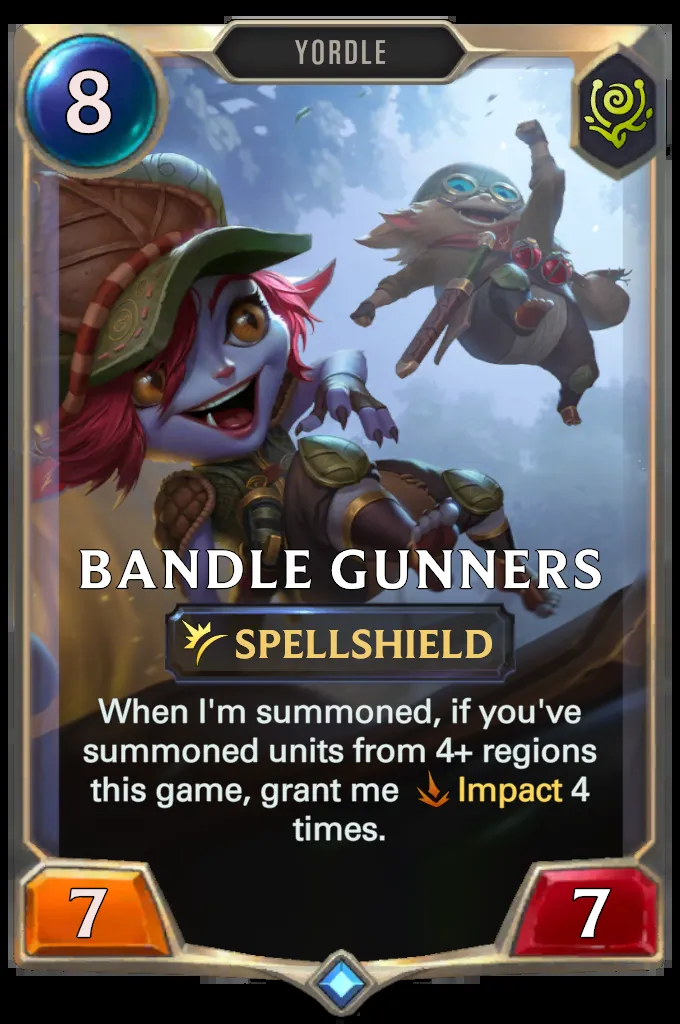 YORDLE
8
BANDLE GUNNERS
SPELLSHIELD
When I'm summoned, if you've
summoned units from 4+ regions
this game, grant me Impact 4
times.
7
7